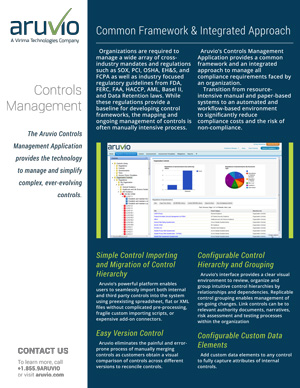 aruvio
A Virima Technologies Company
Controls
Management
The Aruvio Controls
Management Application
provides the technology
to manage and simplify
complex, ever-evolving
controls.
CONTACT US
To learn more, call
+1.855.9ARUVIO
or visit aruvio.com
Common Framework & Integrated Approach
Organizations are required to
manage a wide array of cross-
industry mandates and regulations
such as SOX, PCI, OSHA, EH&S, and
FCPA as well as industry focused
regulatory guidelines from FDA,
FERC, FAA, HACCP, AML, Basel II,
and Data Retention laws. While
these regulations provide a
baseline for developing control
frameworks, the mapping and
ongoing management of controls is
often manually intensive process.
Aruvio's Controls Management
Application provides a common
framework and an integrated
approach to manage all
compliance requirements faced by
an organization.
Transition from resource-
intensive manual and paper-based
systems to an automated and
workflow-based environment
to significantly reduce
compliance costs and the risk of
non-compliance.
aruvio
Simple Control Importing
and Migration of Control
Hierarchy
Aruvio's powerful platform enables
users to seamlessly import both internal
and third party controls into the system
using preexisting spreadsheet, flat or XML
files without complicated pre-processing,
fragile custom importing scripts, or
expensive add-on connectors.
Easy Version Control
Aruvio eliminates the painful and error-
prone process of manually merging
controls as customers obtain a visual
comparison of controls across different
versions to reconcile controls.
Configurable Control
Hierarchy and Grouping
Aruvio's interface provides a clear visual
environment to review, organize and
group intuitive control hierarchies by
relationships and dependencies. Replicable
control grouping enables management of
on-going changes. Link controls can be to
relevant authority documents, narratives,
risk assessment and testing processes
within the organization
Configurable Custom Data
Elements
Add custom data elements to any control
to fully capture attributes of internal
controls.